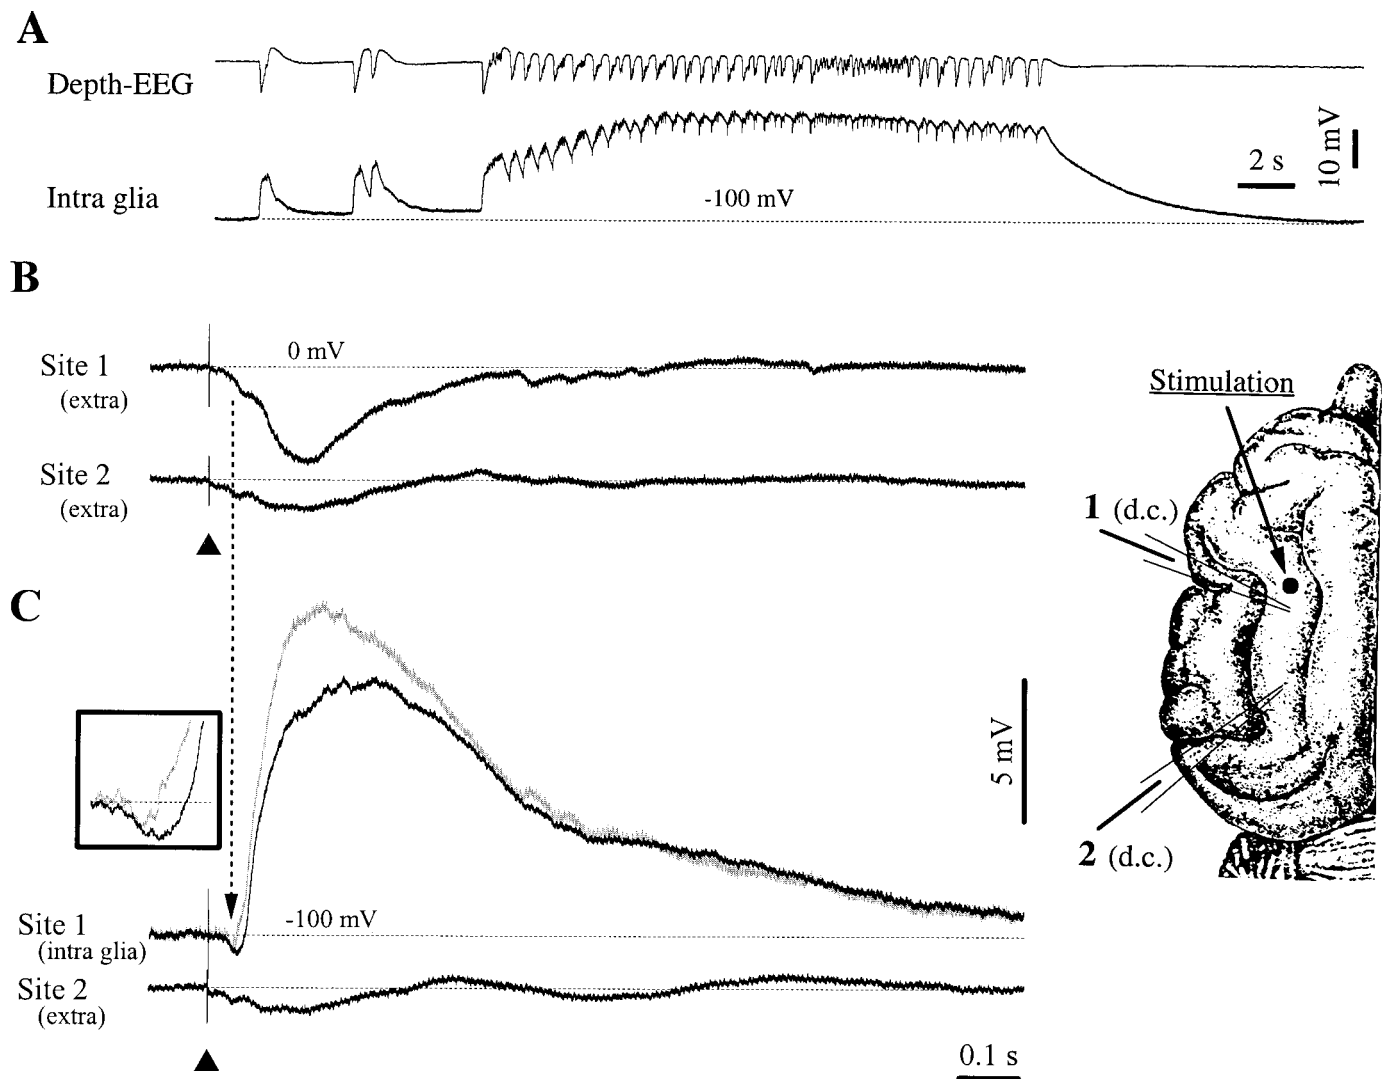 A
Depth-EEG
10 mV
2 s
Intra glia
-100 mV
B
Site 1
(extra)
0 mV
Site 2
(extra)
Stimulation
1 (d.c.)
C
5 mV
2 (d.c.)
Site 1
(intra glia)
-100 mV
Site 2
(extra)
0.1 s